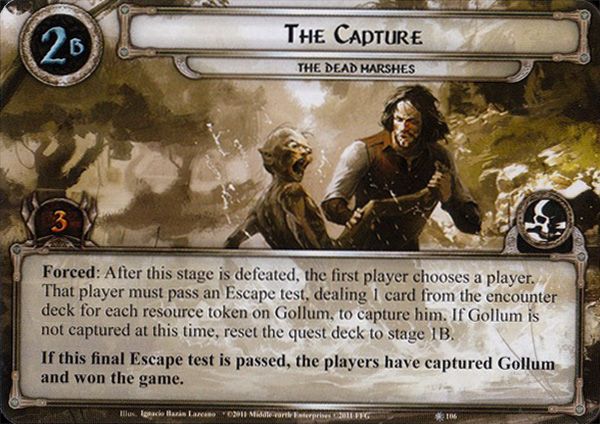 2B
THE CAPTURE
THE DEAD MARSHES
3
Forced: After this stage is defeated, the first player chooses a player.
That player must pass an Escape test, dealing 1 card from the encounter
deck for each resource token on Gollum, to capture him. If Gollum is
not captured at this time, reset the quest deck to stage 1B.
If this final Escape test is passed, the players have captured Gollum
and won the game.
Illus. Ignacio Bazán Lazcano ©2011 Middle-earth Enterprises ©2011 FFG 106